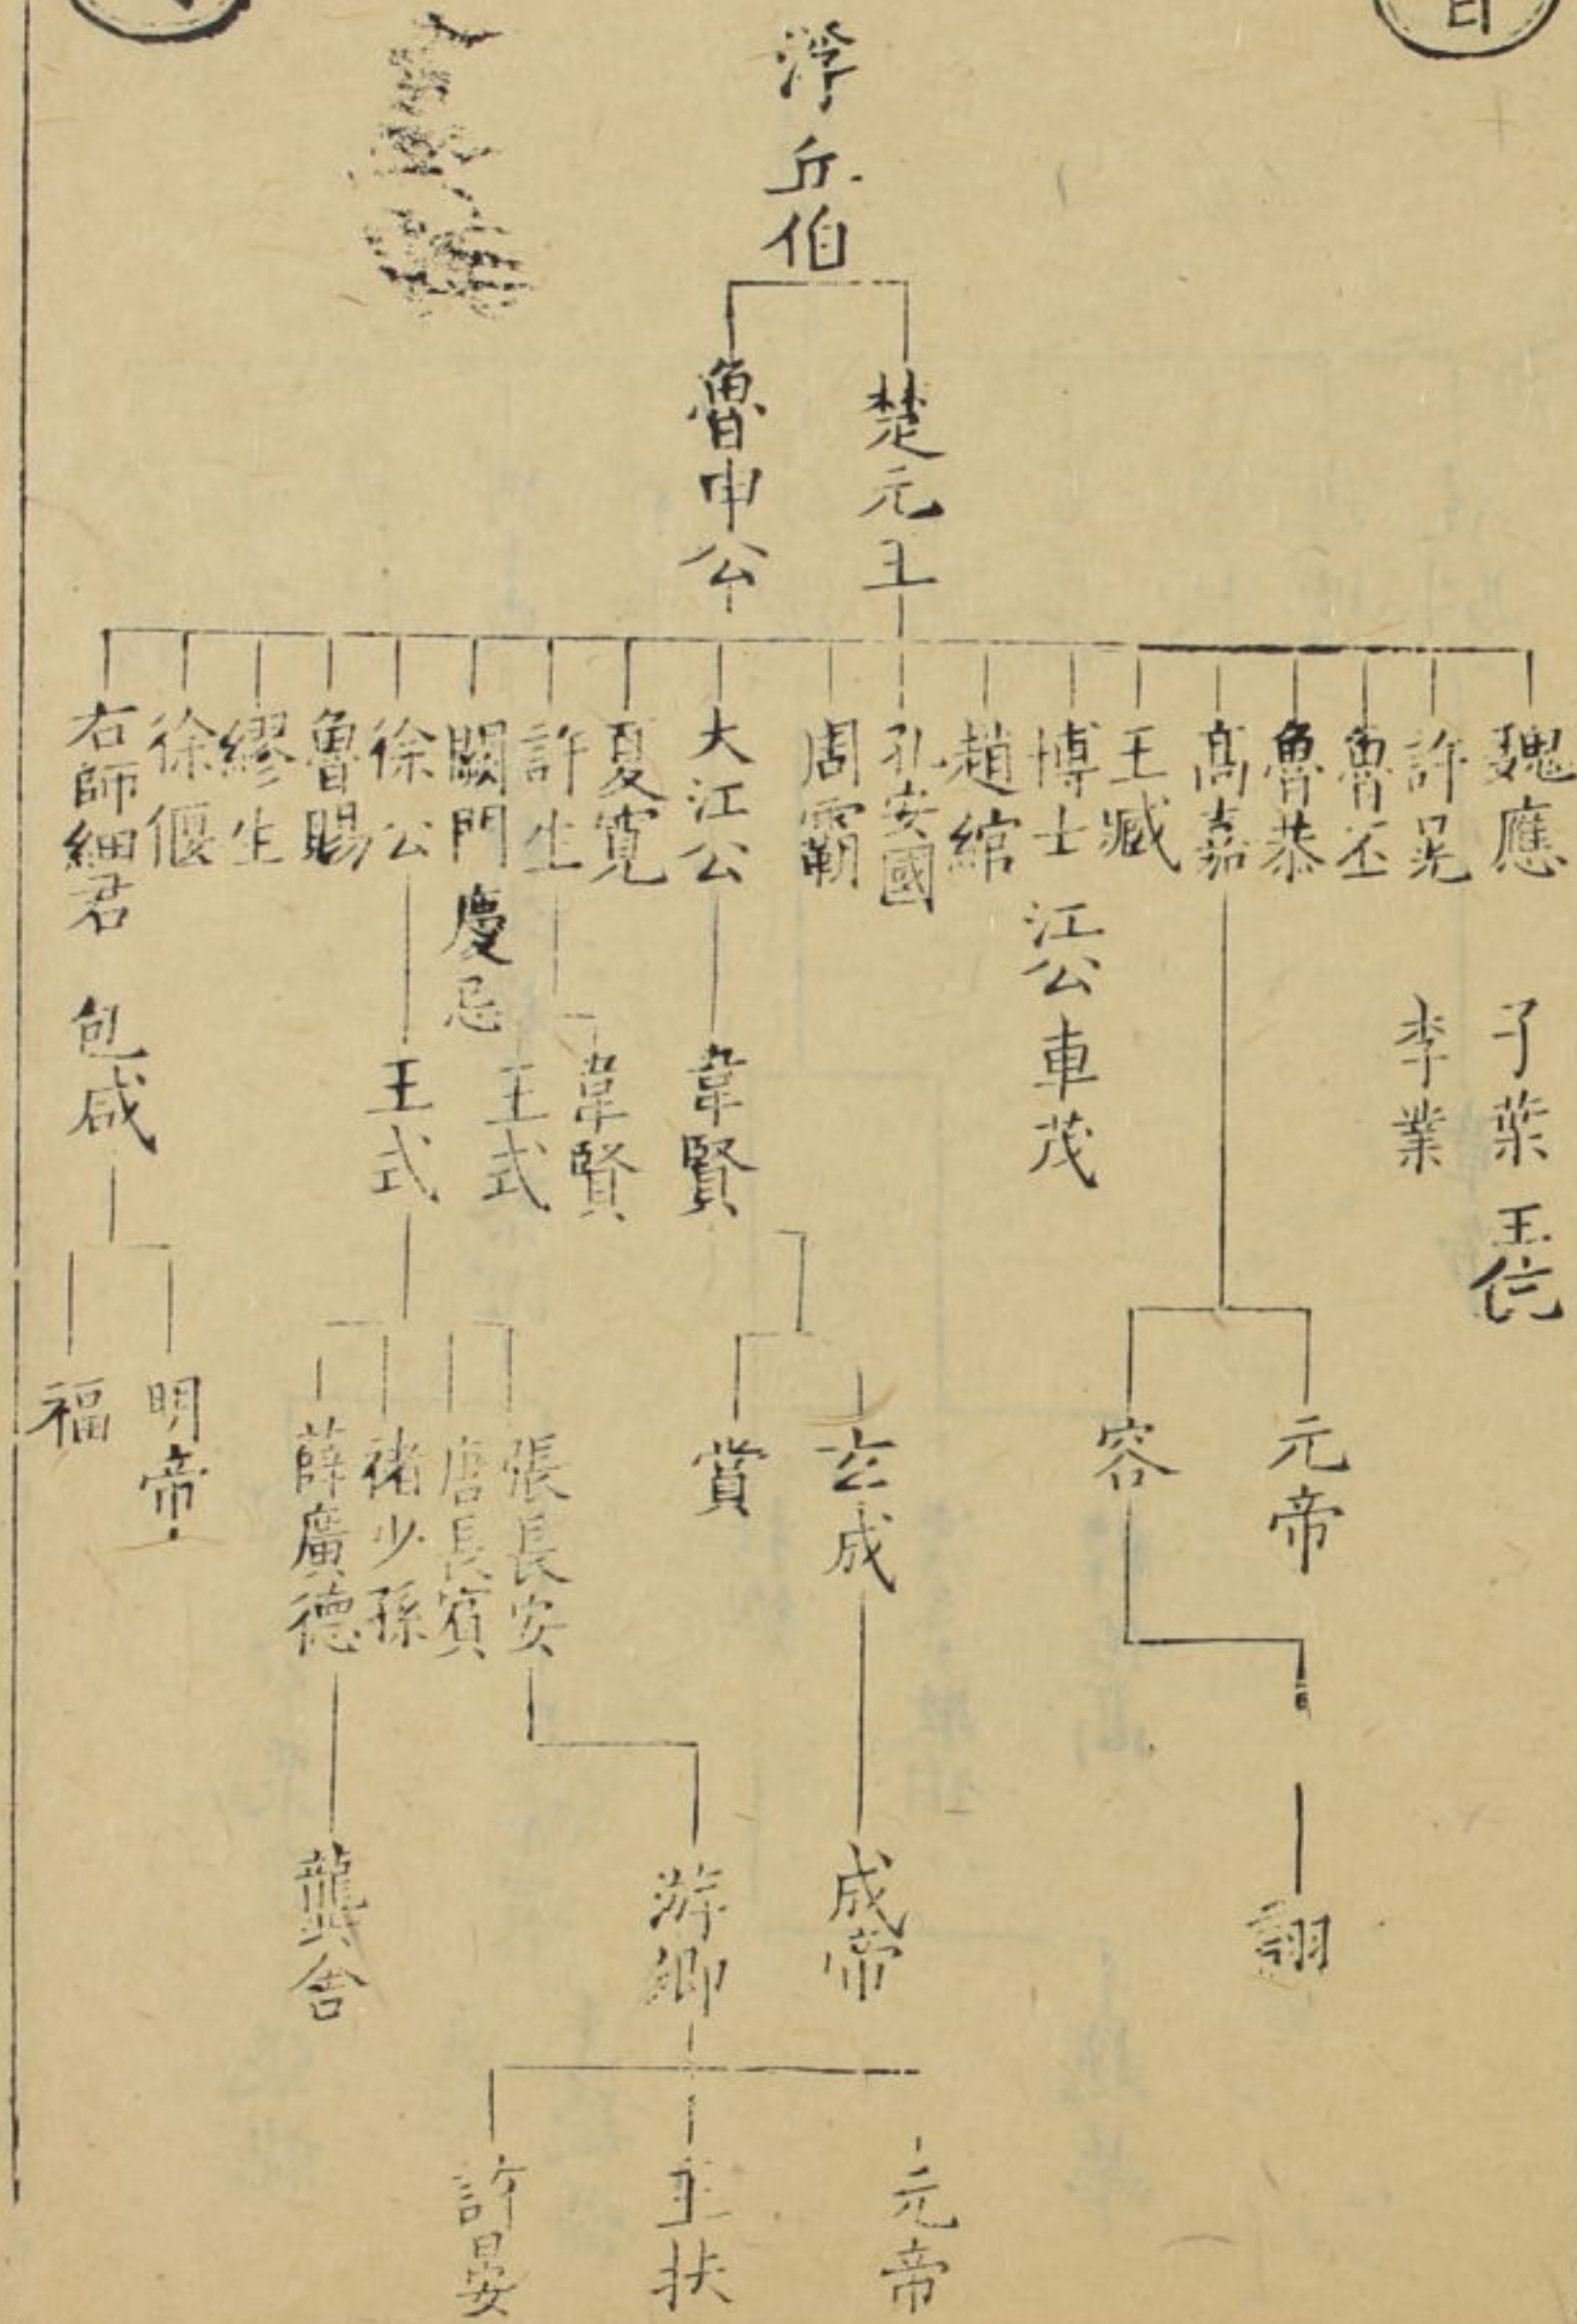 浮丘伯
楚元王
魯申公
魏應
許晃
魯丕
魯恭
高嘉
王臧
博士江公
趙綰
孔安國
周霸
大江公
夏寬
許生
闕門慶忌
徐公
魯賜
繆生
徐偃
右師細君
子葉
王伉
李業
車茂
韋賢
韋賢
王式
王式
包咸
元帝
容
玄成
賞
張長安
唐長賓
禇少孫
薛廣德
明帝
福
詡
成帝
游卿
龔舍
元帝
王扶
許晏